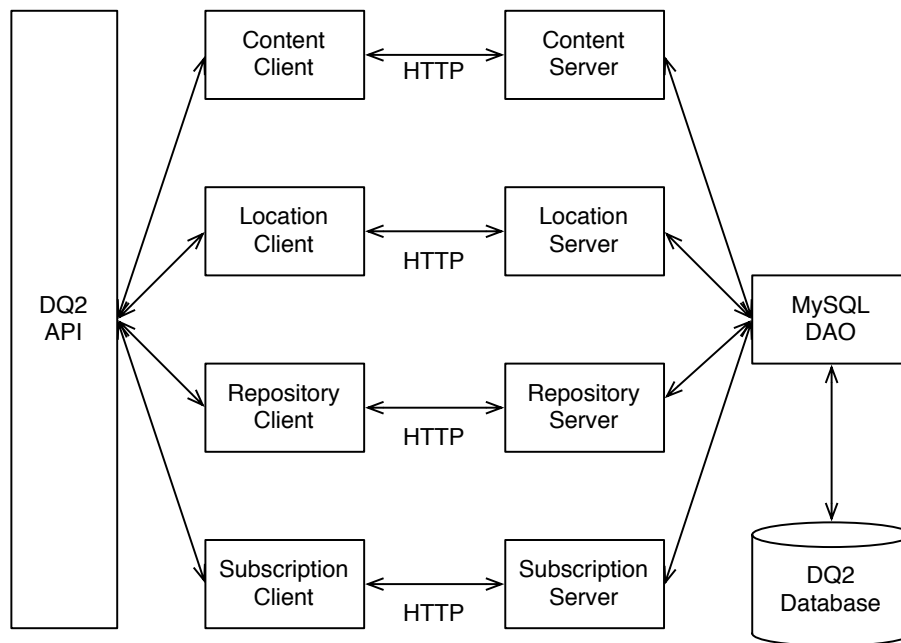 Content
Client
HTTP
Content
Server
Location
Client
HTTP
Location
Server
DQ2
API
MySQL
DAO
Repository
Client
HTTP
Repository
Server
Subscription
Client
HTTP
Subscription
Server
DQ2
Database